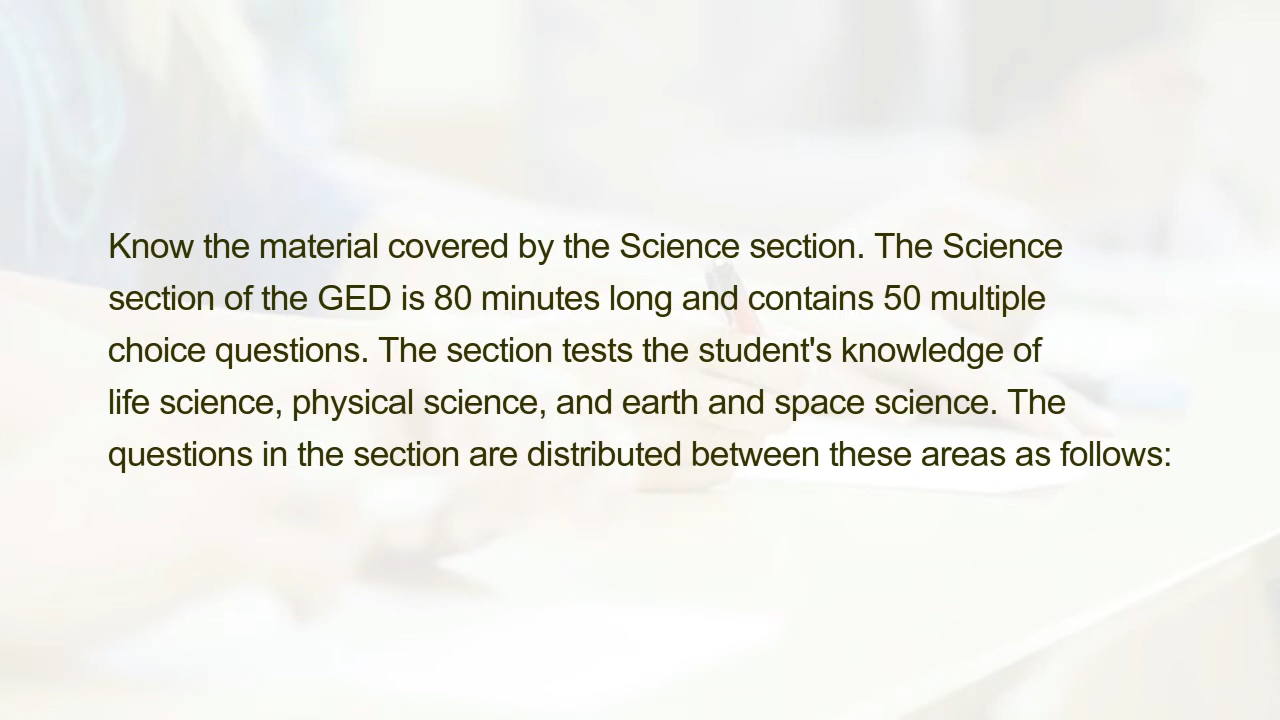 Know the material covered by the Science section. The Science
section of the GED is 80 minutes long and contains 50 multiple
choice questions. The section tests the student's knowledge of
life science, physical science, and earth and space science. The
questions in the section are distributed between these areas as follows: